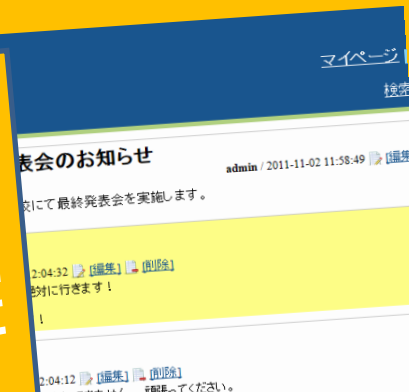 マイページ
検索
表会のお知らせ
admin / 2011-11-02 11:58:49 [編集
にて最終発表会を実施します。
2:04:32 [編集] [削除]
絶対に行きます！
！
2:04:12 [編集] [削除]
頑張ってください。